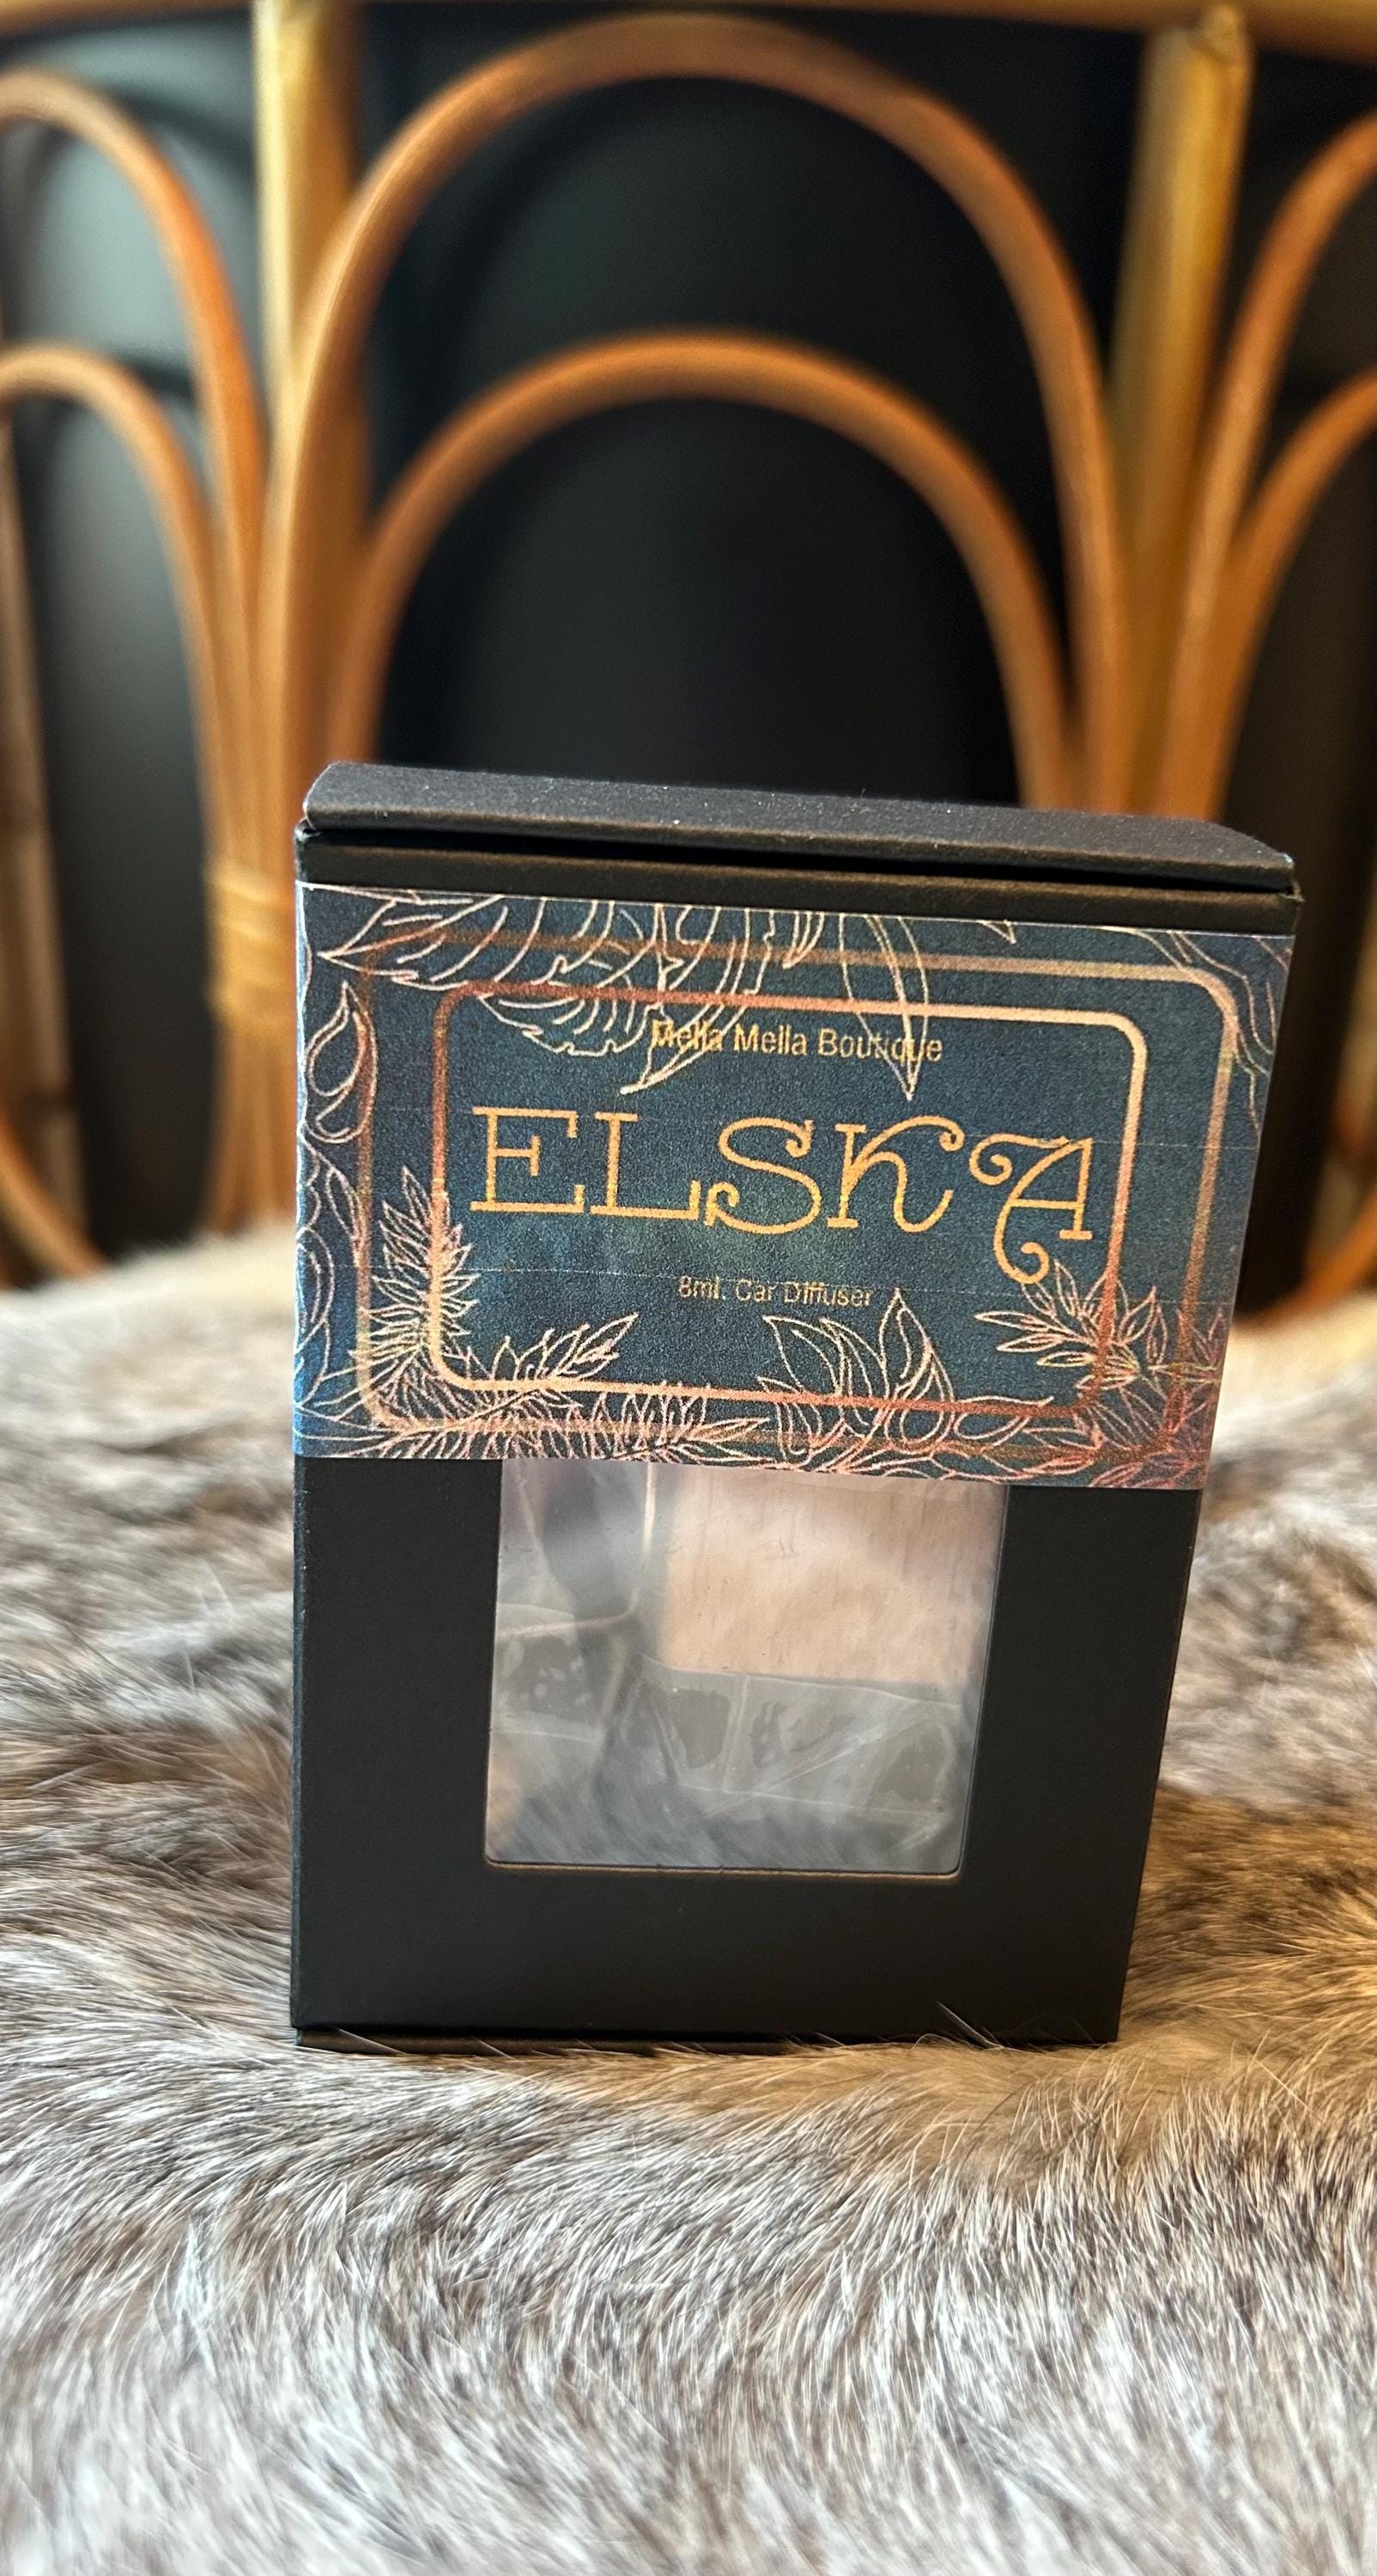 Mella Mella Boutique
ELSKA
8ml. Car Diffuser